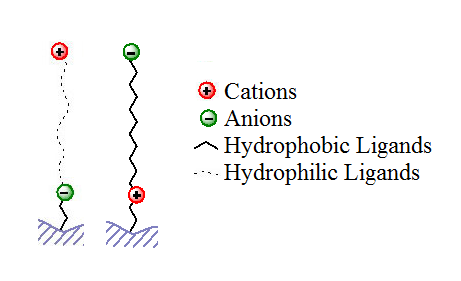 Cations
Anions
Hydrophobic Ligands
Hydrophilic Ligands